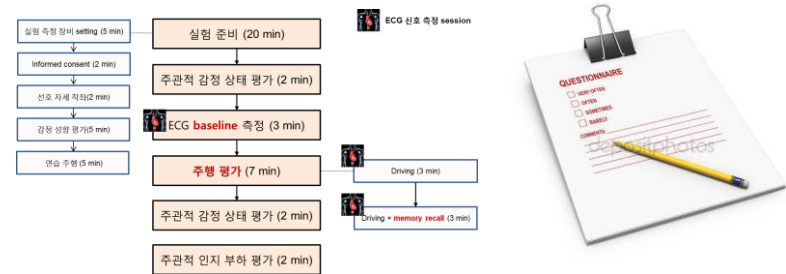 ECG 신호 측정 session
실험 측정 장비 setting (5 min)
Informed consent (2 min)
선호 자세 착좌(2 min)
감정 성향 평가(5 min)
연습 주행 (5 min)
실험 준비 (20 min)
주관적 감정 상태 평가 (2 min)
ECG baseline 측정 (3 min)
주행 평가 (7 min)
주관적 감정 상태 평가 (2 min)
주관적 인지 부하 평가 (2 min)
Driving (3 min)
Driving + memory recall (3 min)
QUESTIONNAIRE
VERY OFTEN
OFTEN
SOMETIMES
RARELY
COMMENTS:
depositphotos